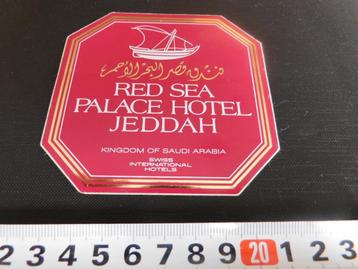 فندق قصر البحر الأحمر
RED SEA
PALACE HOTEL
JEDDAH
KINGDOM OF SAUDI ARABIA
SWISS
INTERNATIONAL
HOTELS
2 3 4 5 6 7 8 9 20 1 2 3